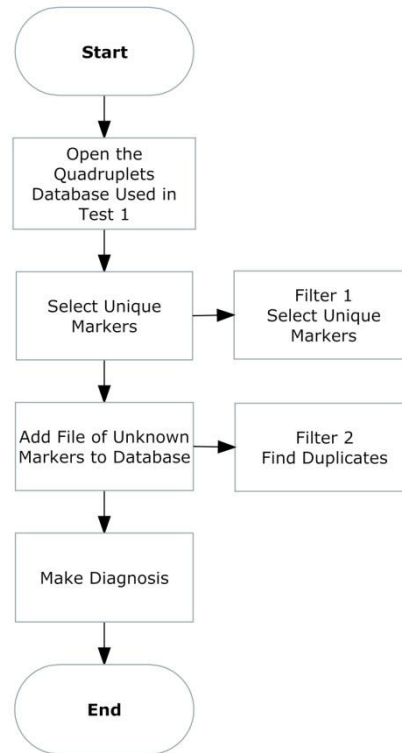 Start
Open the
Quadruplets
Database Used in
Test 1
Select Unique
Markers
Filter 1
Select Unique
Markers
Add File of Unknown
Markers to Database
Filter 2
Find Duplicates
Make Diagnosis
End